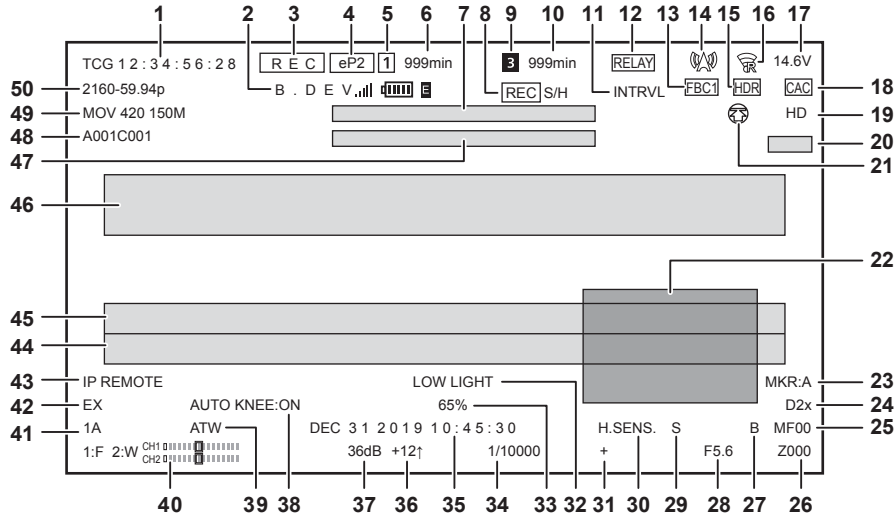 1 2 3 4 5 6 7 8 9 10 11 12 13 14 15 16 17
TCG 12:34:56:28 REC eP2 1 999min 3 999min RELAY R 14.6V
50 2160-59.94p B.DEV E REC S/H INTRVL FBC1 HDR CAC 18
49 MOV 420 150M HD 19
48 A001C001 20
47 21
46
22
45
44
43 IP REMOTE LOW LIGHT MKR:A 23
42 EX AUTO KNEE:ON 65% D2x 24
41 1A ATW DEC 31 2019 10:45:30 H.SENS. S B MF00 25
1:F 2:W CH1 36dB +12↑ 1/10000 + F5.6 Z000
CH2
40 39 38 37 36 35 34 33 32 31 30 29 28 27 26